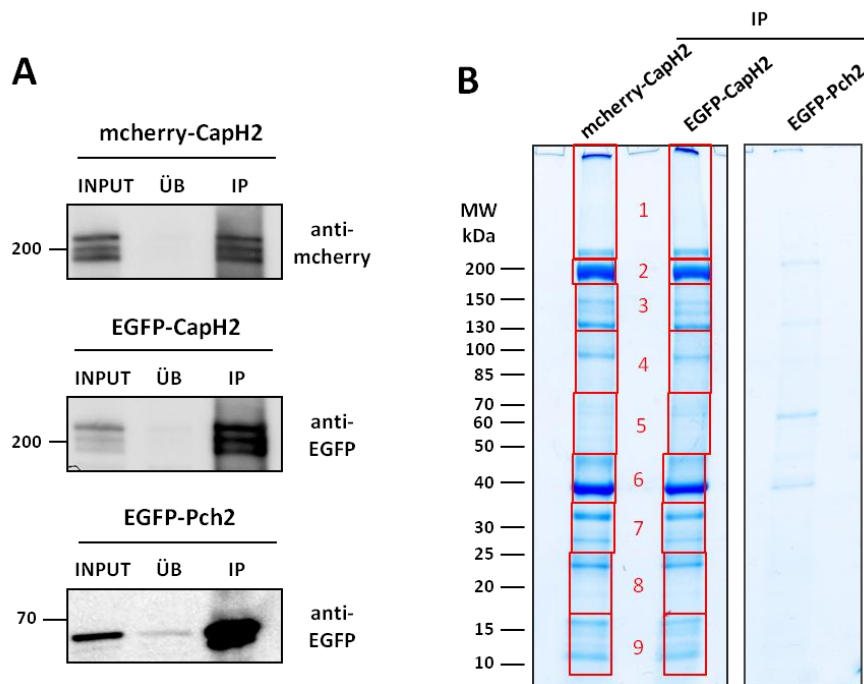 A
mcherry-CapH2
INPUT ÜB IP
200
anti-
mcherry
EGFP-CapH2
INPUT ÜB IP
200
anti-
EGFP
EGFP-Pch2
INPUT ÜB IP
70
anti-
EGFP
B
IP
mcherry-CapH2
EGFP-CapH2
EGFP-Pch2
MW
kDa
200
150
130
100
85
70
60
50
40
30
25
20
15
10
1
2
3
4
5
6
7
8
9